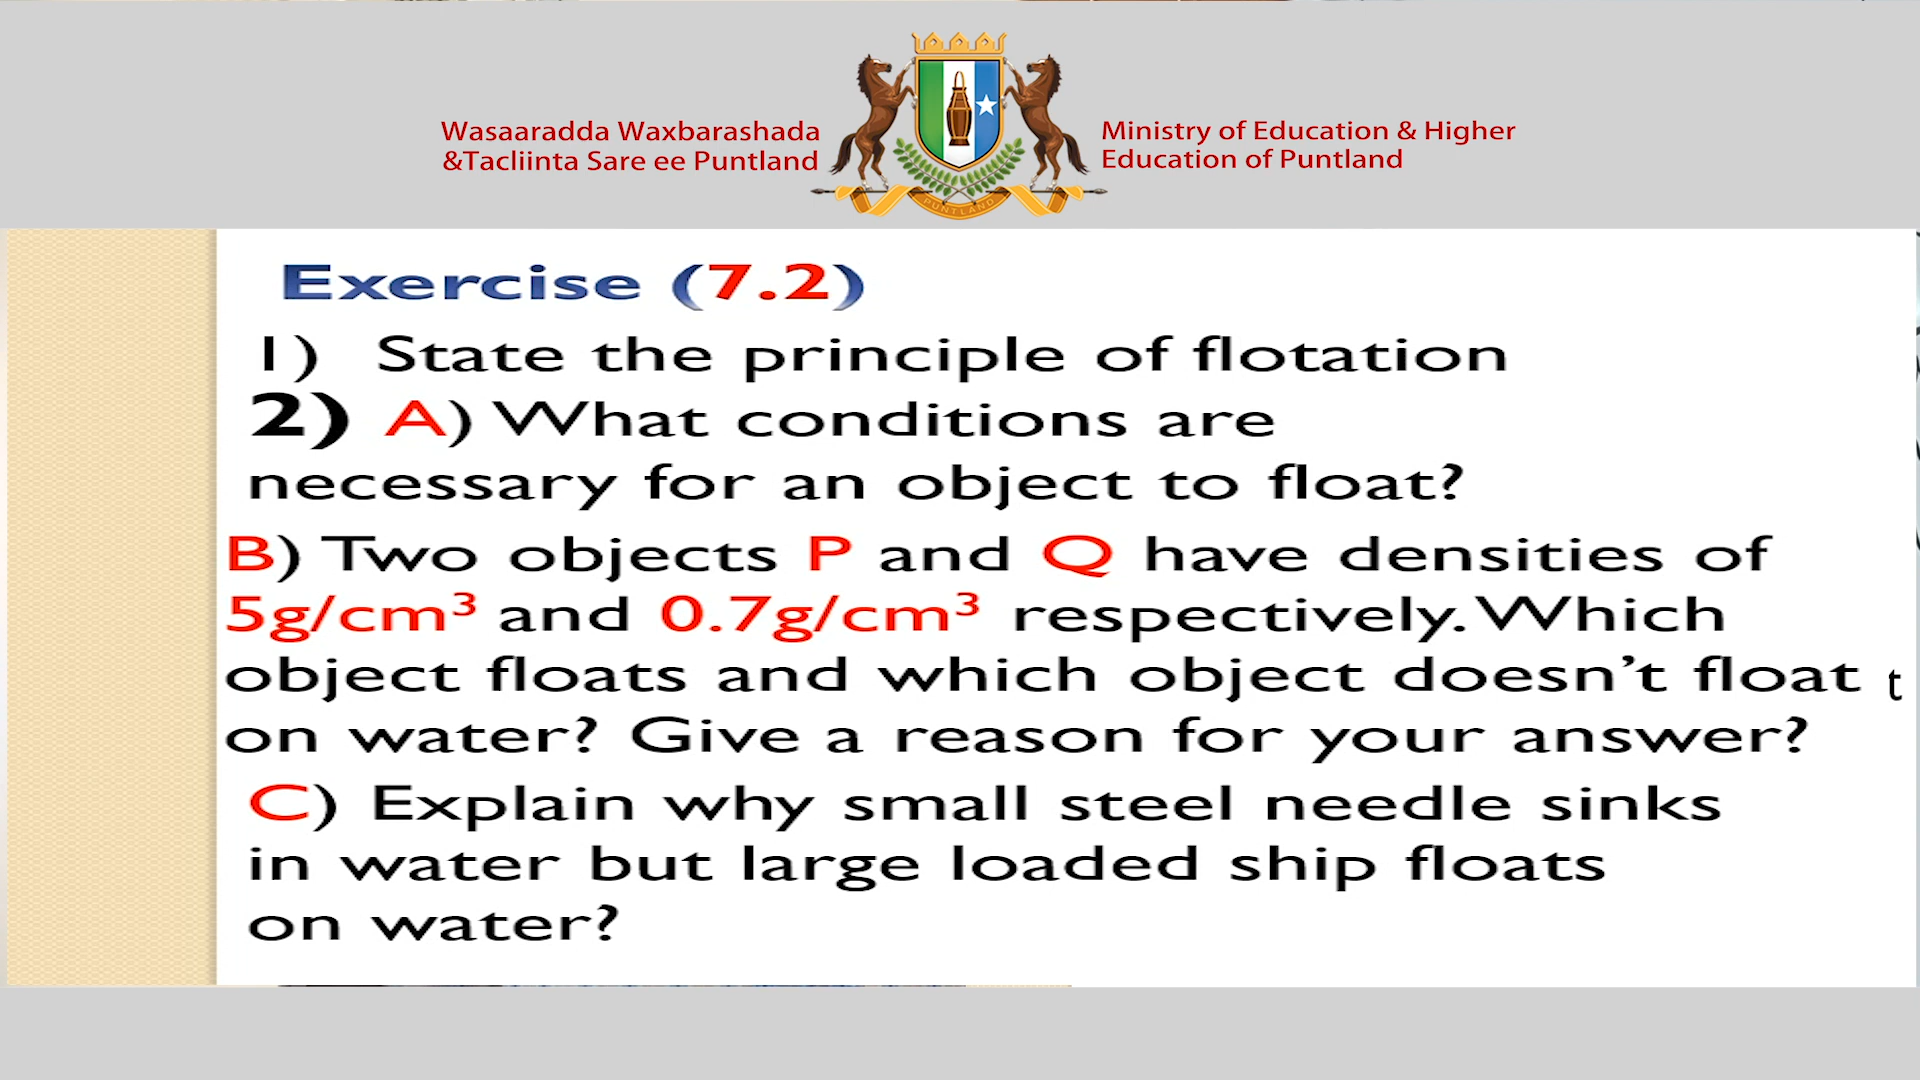 Wasaaradda Waxbarashada
&Tacliinta Sare ee Puntland
Ministry of Education & Higher
Education of Puntland
PUNTLAND
Exercise (7.2)
1) State the principle of flotation
2) A) What conditions are
necessary for an object to float?
B) Two objects P and Q have densities of
5g/cm³ and 0.7g/cm³ respectively. Which
object floats and which object doesn't float t
on water? Give a reason for your answer?
C) Explain why small steel needle sinks
in water but large loaded ship floats
on water?